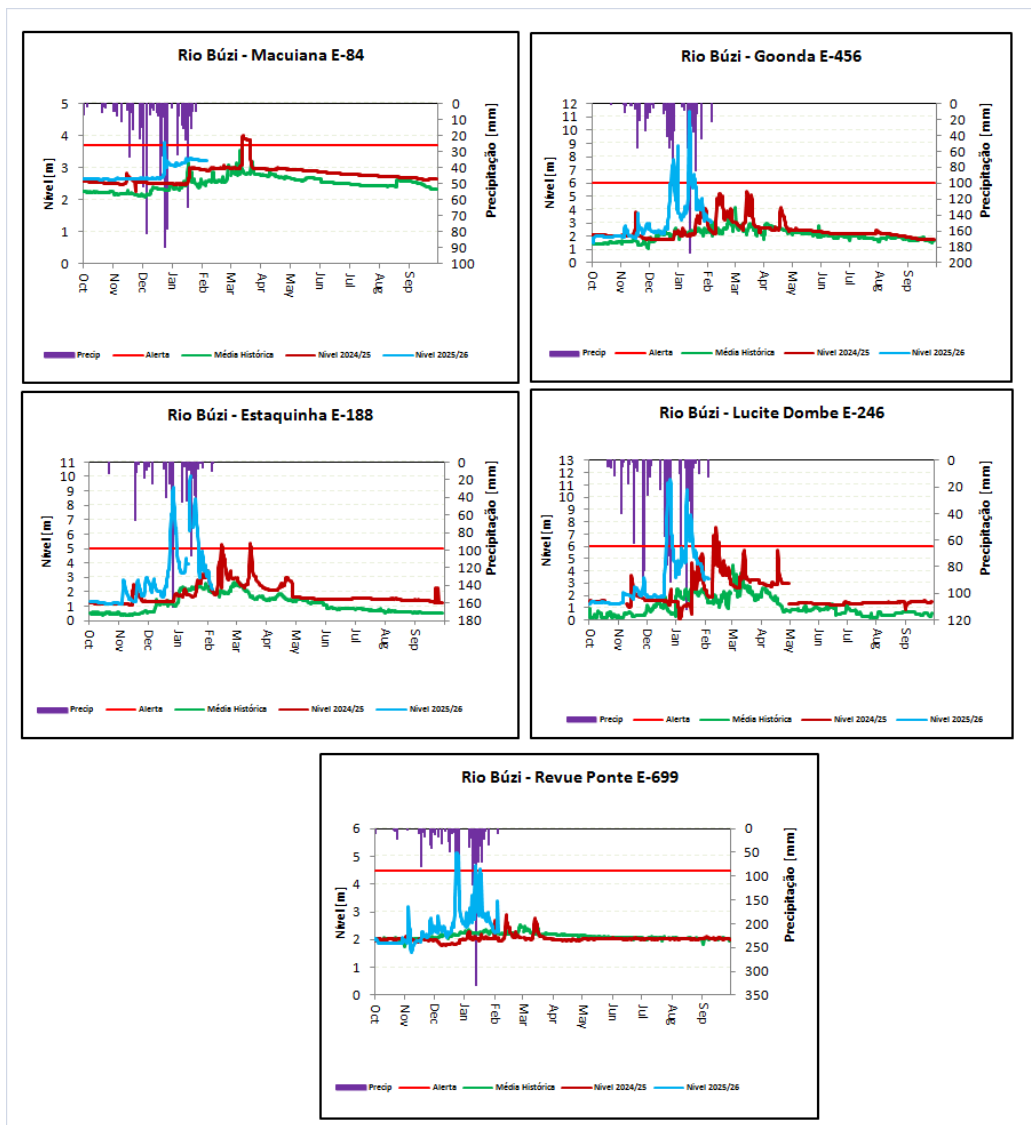 Rio Búzi - Macuiana E-84
5 4 3 2 1 0
Nível [m]
0 10 20 30 40 50 60 70 80 90 100
Precipitação [mm]
Oct Nov Dec Jan Feb Mar Apr May Jun Jul Aug Sep
Precip Alerta Média Histórica Nivel 2024/25 Nivel 2025/26
Rio Búzi - Goonda E-456
12 11 10 9 8 7 6 5 4 3 2 1 0
Nível [m]
0 20 40 60 80 100 120 140 160 180 200
Precipitação [mm]
Oct Nov Dec Jan Feb Mar Apr May Jun Jul Aug Sep
Precip Alerta Média Histórica Nivel 2024/25 Nivel 2025/26
Rio Búzi - Estaquinha E-188
11 10 9 8 7 6 5 4 3 2 1 0
Nível [m]
0 20 40 60 80 100 120 140 160 180
Precipitação [mm]
Oct Nov Dec Jan Feb Mar Apr May Jun Jul Aug Sep
Precip Alerta Média Histórica Nivel 2024/25 Nivel 2025/26
Rio Búzi - Lucite Dombe E-246
13 12 11 10 9 8 7 6 5 4 3 2 1 0
Nível [m]
0 20 40 60 80 100 120
Precipitação [mm]
Oct Nov Dec Jan Feb Mar Apr May Jun Jul Aug Sep
Precip Alerta Média Histórica Nivel 2024/25 Nivel 2025/26
Rio Búzi - Revue Ponte E-699
6 5 4 3 2 1 0
Nível [m]
0 50 100 150 200 250 300 350
Precipitação [mm]
Oct Nov Dec Jan Feb Mar Apr May Jun Jul Aug Sep
Precip Alerta Média Histórica Nivel 2024/25 Nivel 2025/26